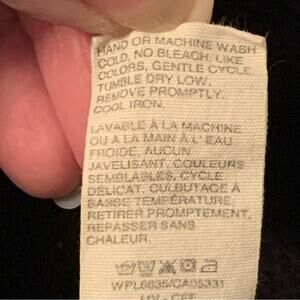 HAND OR MACHINE WASH
COLD, NO BLEACH, LIKE
COLORS, GENTLE CYCLE,
TUMBLE DRY LOW,
REMOVE PROMPTLY,
COOL IRON.
LAVABLE À LA MACHINE
OU A LA MAIN À L' EAU
FROIDE, AUCUN
JAVELISANT, COULEURS
SEMBLABLES, CYCLE
DÉLICAT, CULBUTAGE A
BASSE TEMPÉRATURE,
RETIRER PROMPTEMENT,
REPASSER SANS
CHALEUR.
WPL6635/CA05331